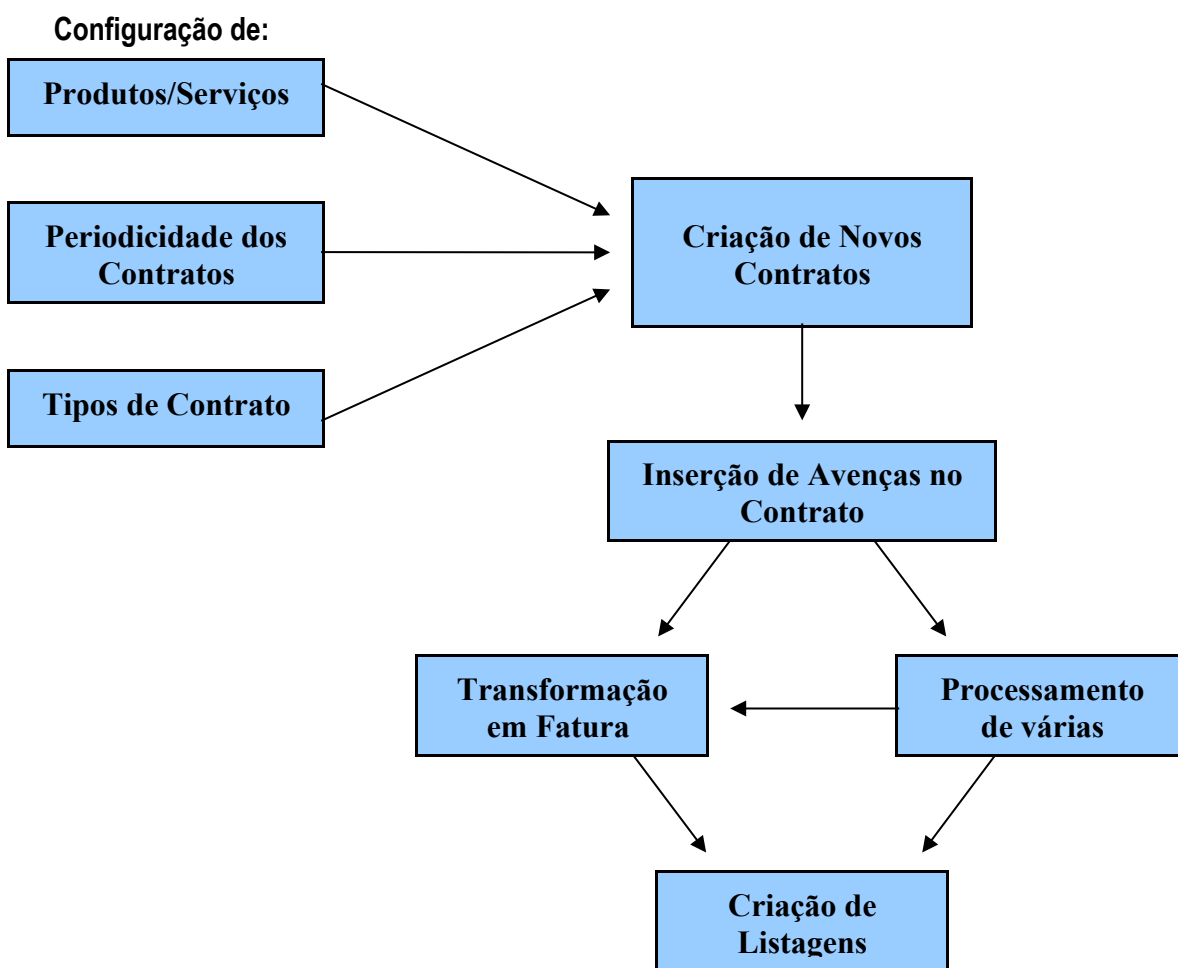 Configuração de:
Produtos/Serviços
Periodicidade dos
Contratos
Tipos de Contrato
Criação de Novos
Contratos
Inserção de Avenças no
Contrato
Transformação
em Fatura
Processamento
de várias
Criação de
Listagens